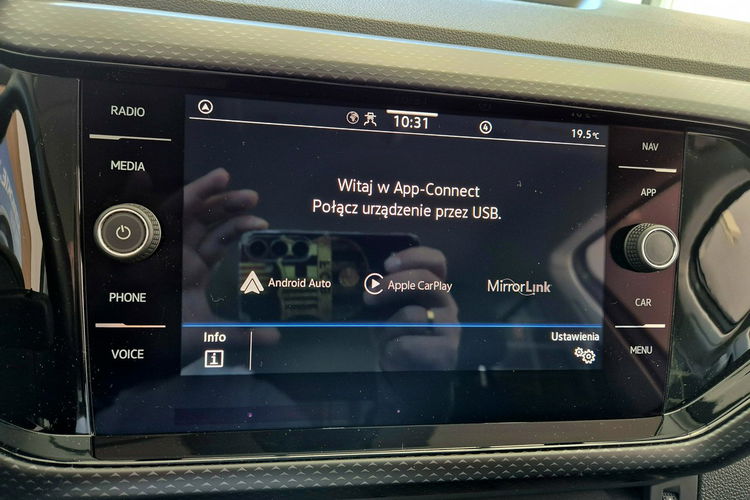 RADIO
MEDIA
PHONE
VOICE
10:31
4
19.5°C
Witaj w App-Connect
Połącz urządzenie przez USB.
Android Auto
Apple CarPlay
MirrorLink
Info
Ustawienia
NAV
APP
CAR
MENU